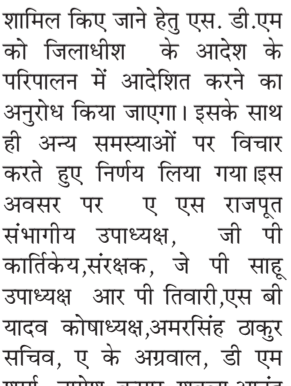 शामिल किए जाने हेतु एस. डी.एम
को जिलाधीश के आदेश के
परिपालन में आदेशित करने का
अनुरोध किया जाएगा। इसके साथ
ही अन्य समस्याओं पर विचार
करते हुए निर्णय लिया गया।इस
अवसर पर ए एस राजपूत
संभागीय उपाध्यक्ष, जी पी
कार्तिकेय,संरक्षक, जे पी साहू
उपाध्यक्ष आर पी तिवारी,एस बी
यादव कोषाध्यक्ष,अमरसिंह ठाकुर
सचिव, ए के अग्रवाल, डी एम